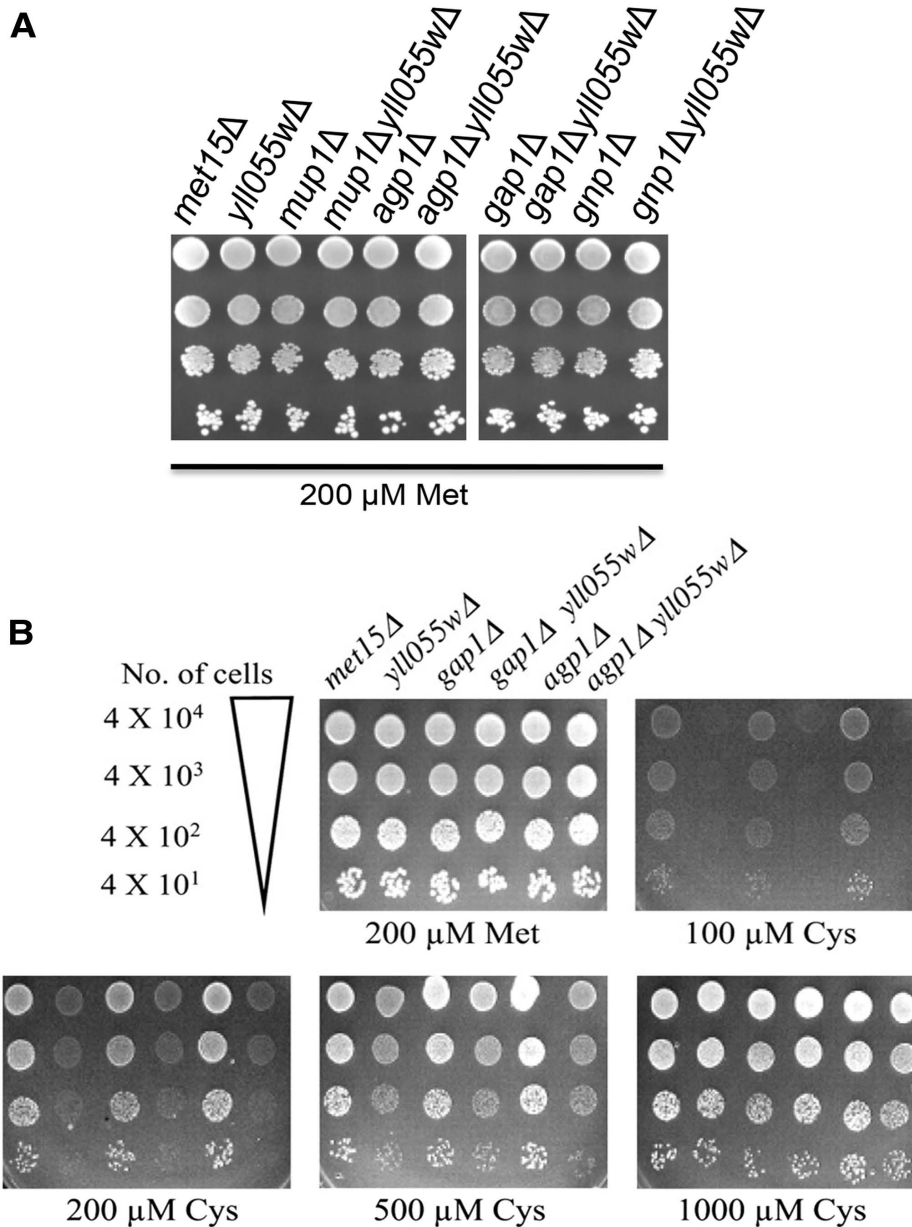 A
met15Δ
yll055wΔ
mup1Δ
mup1Δyll055wΔ
agp1Δ
agp1Δyll055wΔ
gap1Δ
gap1Δyll055wΔ
gnp1Δ
gnp1Δyll055wΔ
200 µM Met
B
No. of cells
4 X 10⁴
4 X 10³
4 X 10²
4 X 10¹
met15Δ
yll055wΔ
gap1Δ
gap1Δ yll055wΔ
agp1Δ
agp1Δ yll055wΔ
200 µM Met
100 µM Cys
200 µM Cys
500 µM Cys
1000 µM Cys